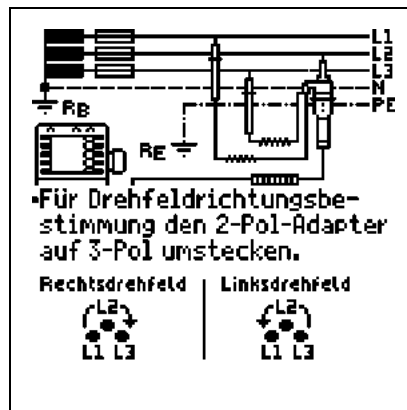 L1
L2
L3
N
PE
RB
RE
•Für Drehfeldrichtungsbe-
stimmung den 2-Pol-Adapter
auf 3-Pol umstecken.
Rechtsdrehfeld Linksdrehfeld
L2 L2
L1 L3 L1 L3